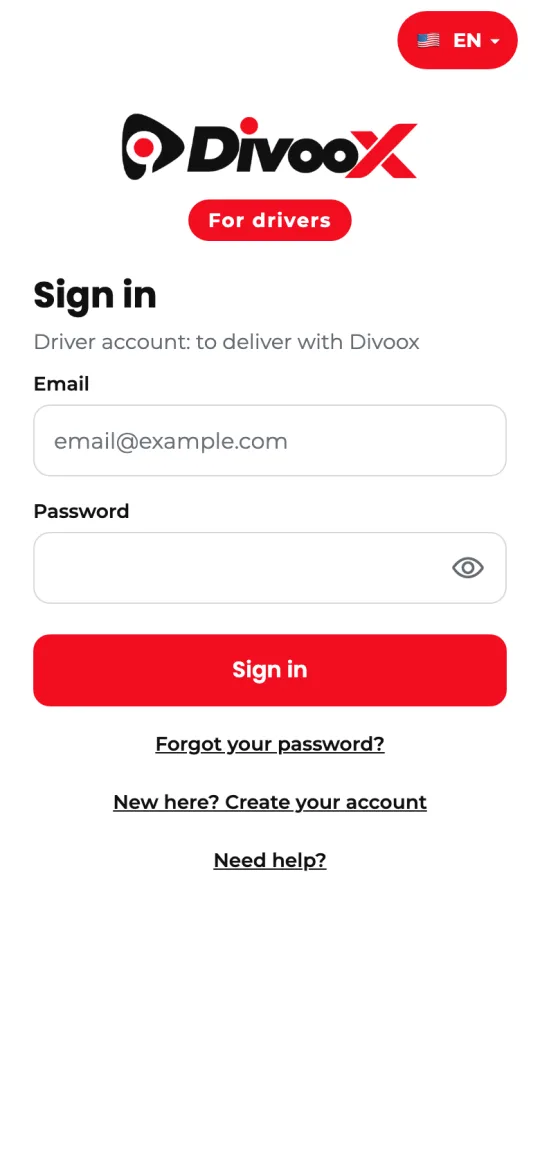 EN
DivooX
For drivers
Sign in
Driver account: to deliver with Divoox
Email
email@example.com
Password
Sign in
Forgot your password?
New here? Create your account
Need help?